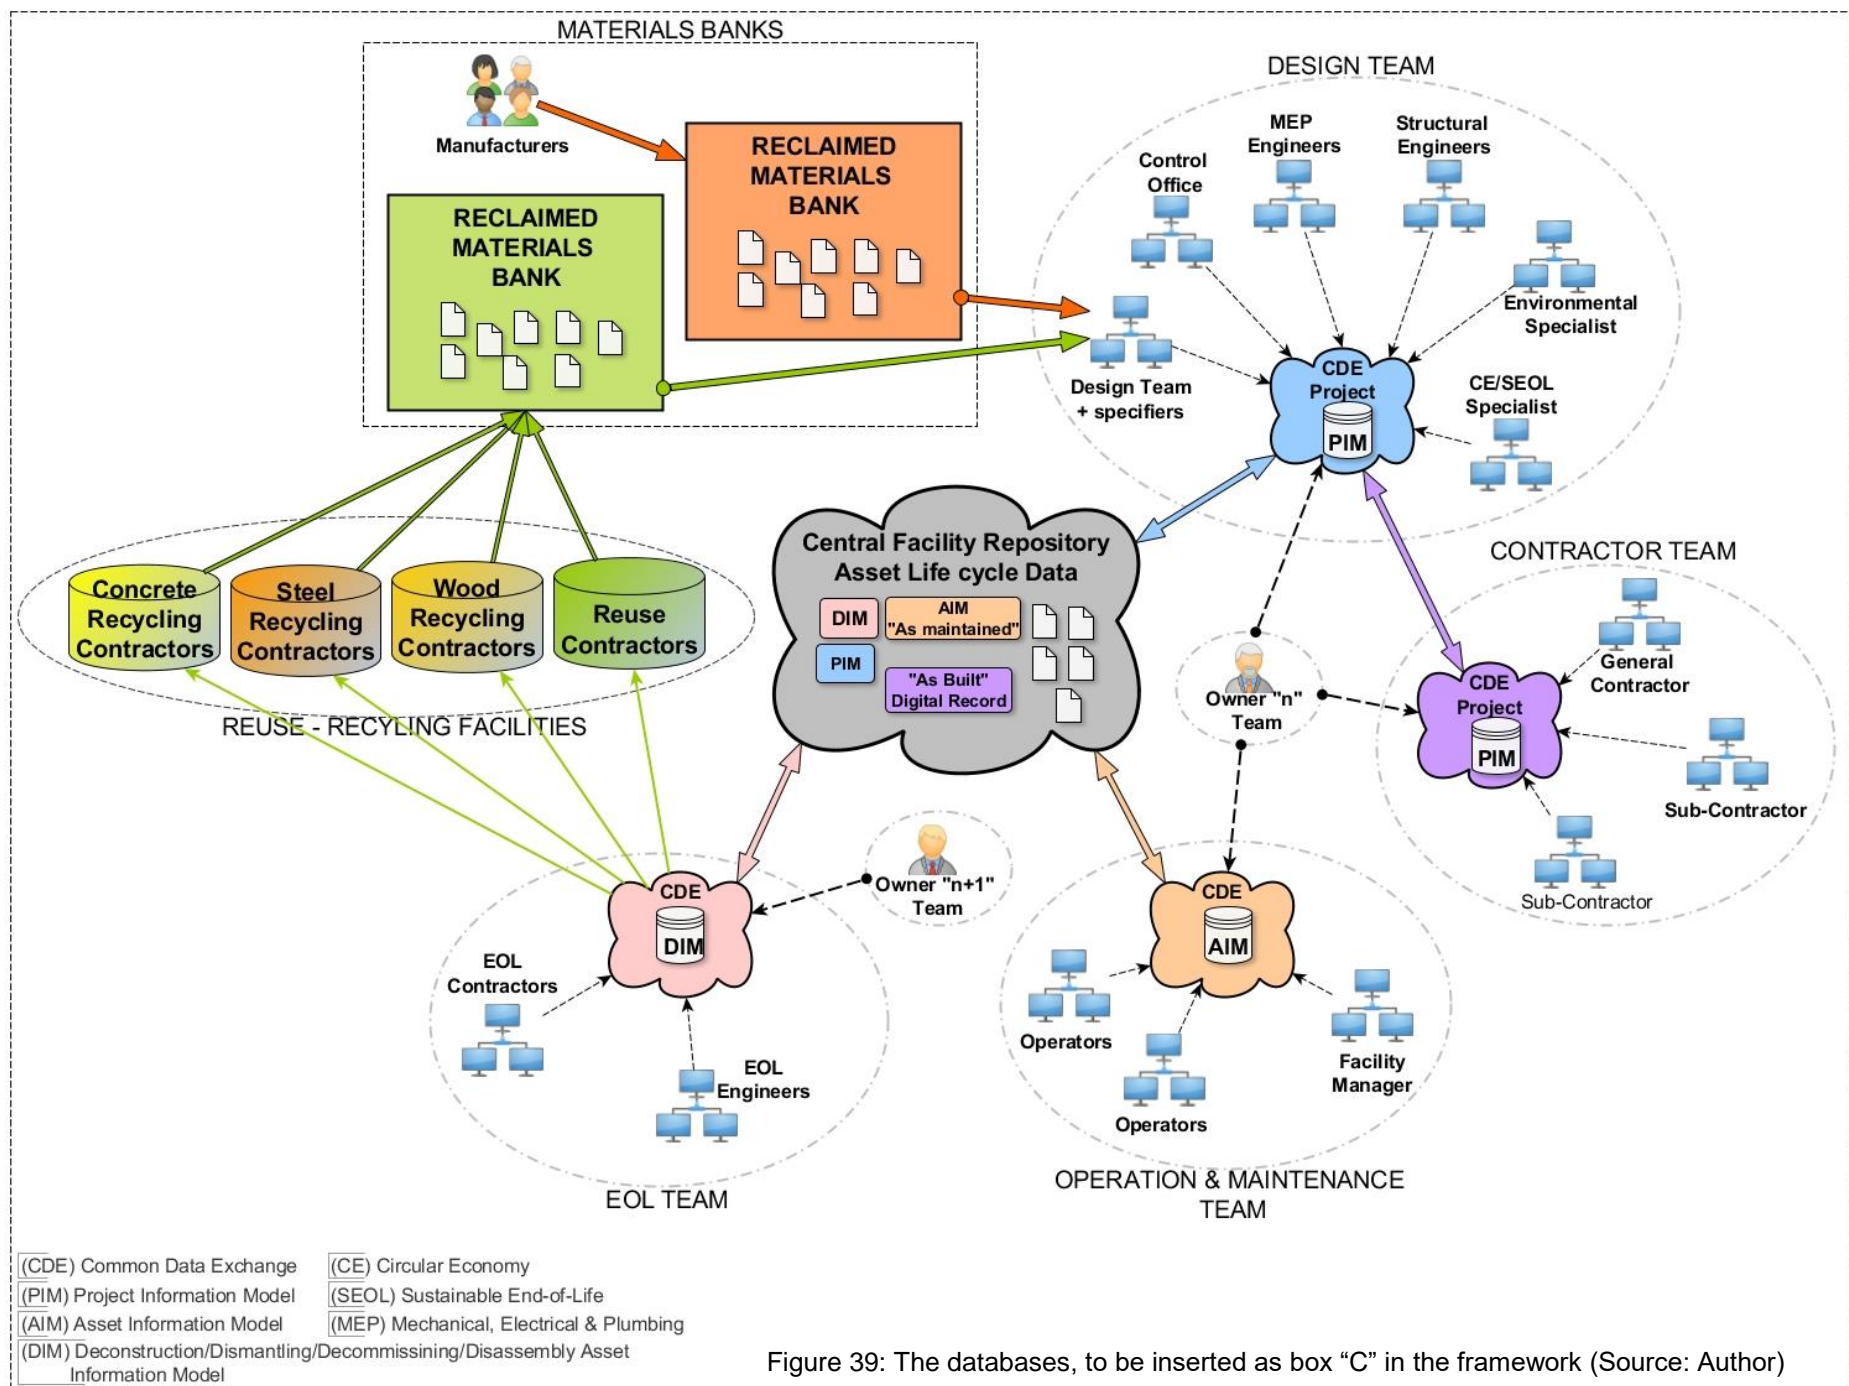 MATERIALS BANKS
Manufacturers
RECLAIMED
MATERIALS
BANK
RECLAIMED
MATERIALS
BANK
DESIGN TEAM
MEP
Engineers
Structural
Engineers
Control
Office
Environmental
Specialist
Design Team
+ specifiers
CDE
Project
PIM
CE/SEOL
Specialist
Central Facility Repository
Asset Life cycle Data
DIM
AIM
"As maintained"
PIM
"As Built"
Digital Record
CONTRACTOR TEAM
General
Contractor
CDE
Project
PIM
Sub-Contractor
Sub-Contractor
Owner "n"
Team
Concrete
Recycling
Contractors
Steel
Recycling
Contractors
Wood
Recycling
Contractors
Reuse
Contractors
REUSE - RECYLING FACILITIES
Owner "n+1"
Team
CDE
DIM
EOL
Contractors
EOL
Engineers
EOL TEAM
CDE
AIM
Operators
Operators
Facility
Manager
OPERATION & MAINTENANCE
TEAM
(CDE) Common Data Exchange
(PIM) Project Information Model
(AIM) Asset Information Model
(DIM) Deconstruction/Dismantling/Decommissining/Disassembly Asset
Information Model
(CE) Circular Economy
(SEOL) Sustainable End-of-Life
(MEP) Mechanical, Electrical & Plumbing
Figure 39: The databases, to be inserted as box “C” in the framework (Source: Author)